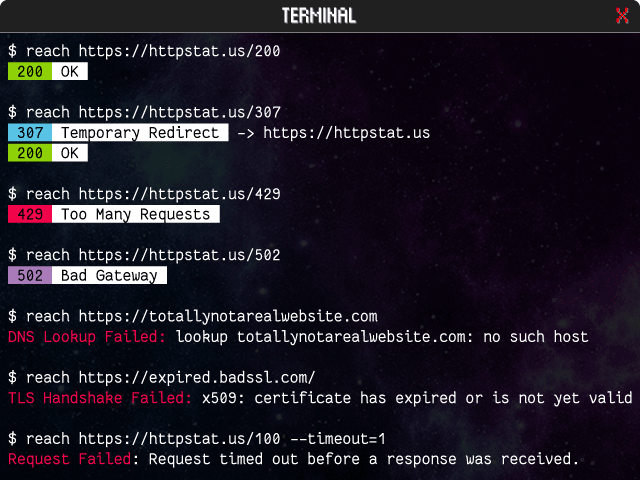 TERMINAL
X
$ reach https://httpstat.us/200
200 OK
$ reach https://httpstat.us/307
307 Temporary Redirect -> https://httpstat.us
200 OK
$ reach https://httpstat.us/429
429 Too Many Requests
$ reach https://httpstat.us/502
502 Bad Gateway
$ reach https://totallynotarealwebsite.com
DNS Lookup Failed: lookup totallynotarealwebsite.com: no such host
$ reach https://expired.badssl.com/
TLS Handshake Failed: x509: certificate has expired or is not yet valid
$ reach https://httpstat.us/100 --timeout=1
Request Failed: Request timed out before a response was received.